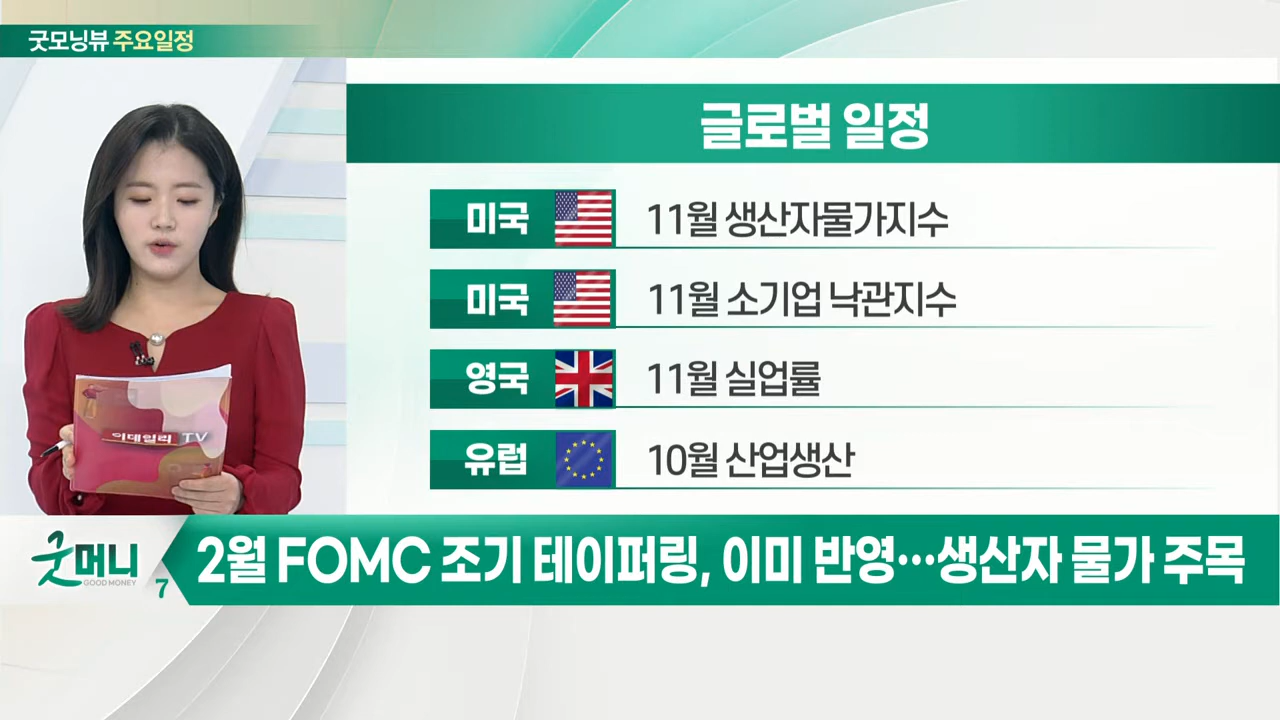 굿모닝뷰 주요일정
글로벌 일정
미국 11월 생산자물가지수
미국 11월 소기업 낙관지수
영국 11월 실업률
유럽 10월 산업생산
이데일리 TV
굿머니
GOOD MONEY
7
2월 FOMC 조기 테이퍼링, 이미 반영…생산자 물가 주목